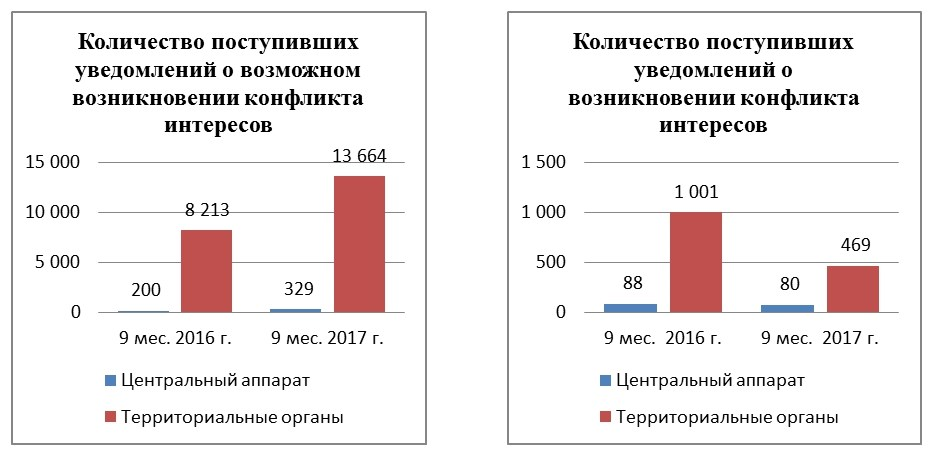 Количество поступивших
уведомлений о возможном
возникновении конфликта
интересов
15 000
10 000
5 000
0
200
8 213
329
13 664
9 мес. 2016 г.
9 мес. 2017 г.
Центральный аппарат
Территориальные органы
Количество поступивших
уведомлений о
возникновении конфликта
интересов
1 500
1 000
500
0
88
1 001
80
469
9 мес. 2016 г.
9 мес. 2017 г.
Центральный аппарат
Территориальные органы